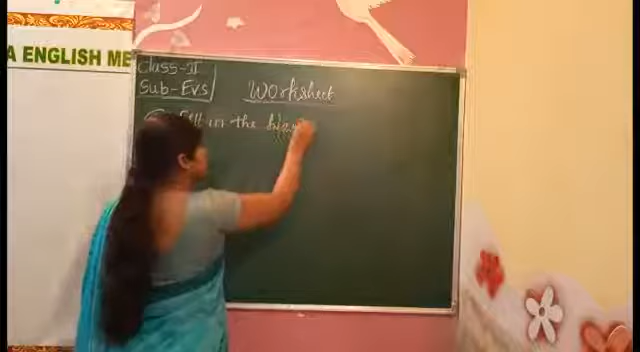 A ENGLISH ME
Class-II
Sub-Evs
Worksheet
Fill in the